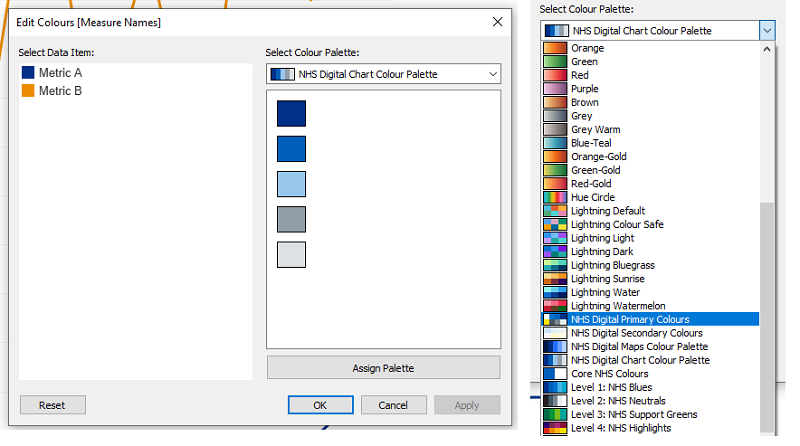 Edit Colours [Measure Names]
Select Data Item:
Metric A
Metric B
Select Colour Palette:
NHS Digital Chart Colour Palette
Assign Palette
Reset
OK
Cancel
Apply
Select Colour Palette:
NHS Digital Chart Colour Palette
Orange
Green
Red
Purple
Brown
Grey
Grey Warm
Blue-Teal
Orange-Gold
Green-Gold
Red-Gold
Hue Circle
Lightning Default
Lightning Colour Safe
Lightning Light
Lightning Dark
Lightning Bluegrass
Lightning Sunrise
Lightning Water
Lightning Watermelon
NHS Digital Primary Colours
NHS Digital Secondary Colours
NHS Digital Maps Colour Palette
NHS Digital Chart Colour Palette
Core NHS Colours
Level 1: NHS Blues
Level 2: NHS Neutrals
Level 3: NHS Support Greens
Level 4: NHS Highlights